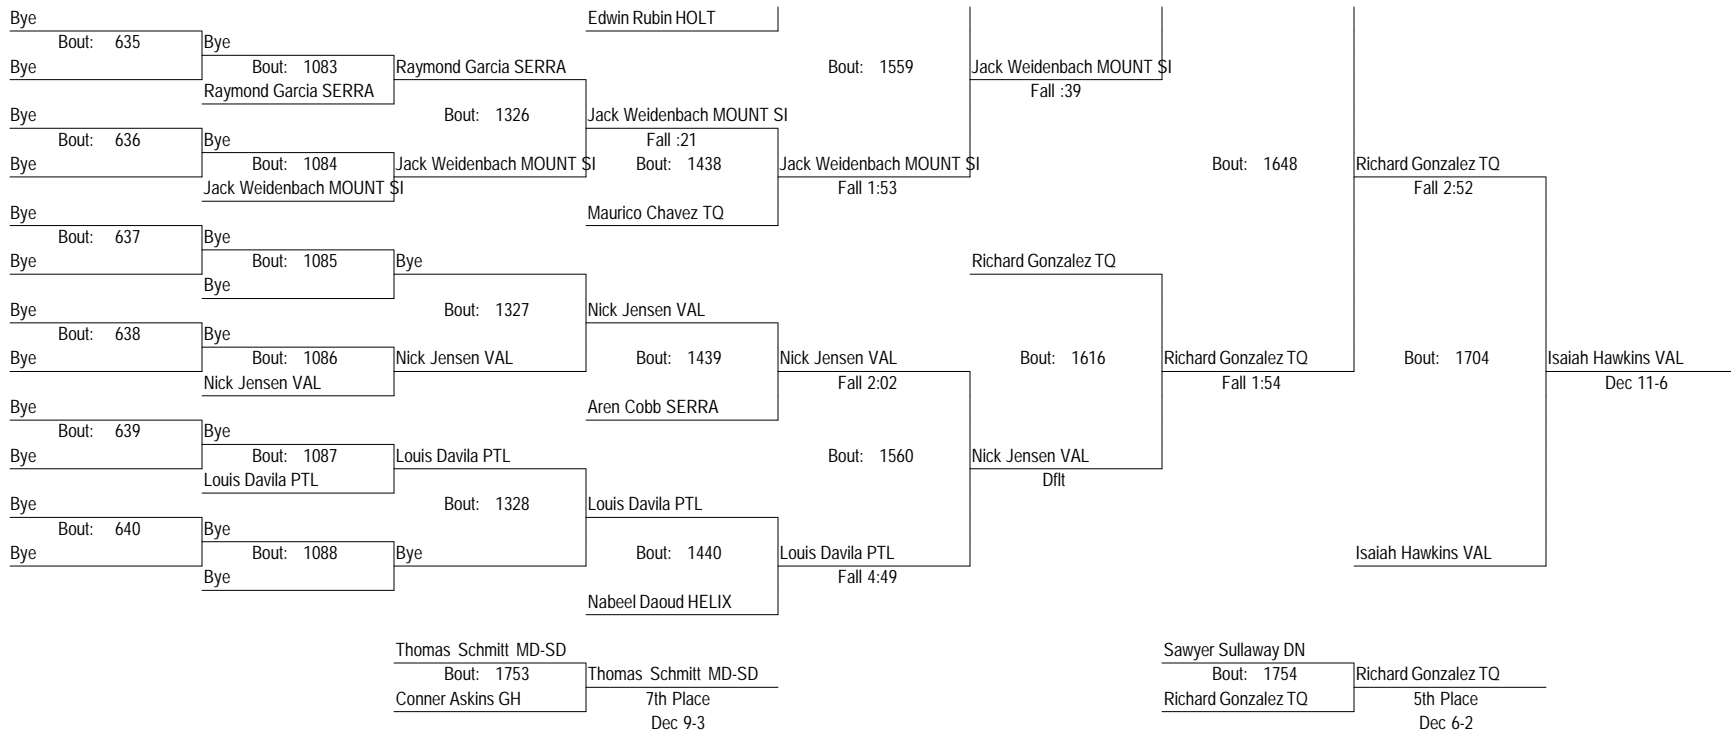 Bye Edwin Rubin HOLT
Bout: 635 Bye
Bye Bout: 1083 Raymond Garcia SERRA Bout: 1559 Jack Weidenbach MOUNT SI
Raymond Garcia SERRA Fall :39
Bye Bout: 1326 Jack Weidenbach MOUNT SI
Bout: 636 Bye Fall :21
Bye Bout: 1084 Jack Weidenbach MOUNT SI Bout: 1438 Jack Weidenbach MOUNT SI Bout: 1648 Richard Gonzalez TQ
Jack Weidenbach MOUNT SI Fall 1:53 Fall 2:52
Bye Maurico Chavez TQ
Bout: 637 Bye
Bye Bout: 1085 Bye Richard Gonzalez TQ
Bye
Bye Bout: 1327 Nick Jensen VAL
Bout: 638 Bye
Bye Bout: 1086 Nick Jensen VAL Bout: 1439 Nick Jensen VAL Bout: 1616 Richard Gonzalez TQ Bout: 1704 Isaiah Hawkins VAL
Nick Jensen VAL Fall 2:02 Fall 1:54 Dec 11-6
Bye Aren Cobb SERRA
Bout: 639 Bye
Bye Bout: 1087 Louis Davila PTL Bout: 1560 Nick Jensen VAL
Louis Davila PTL Dflt
Bye Bout: 1328 Louis Davila PTL
Bout: 640 Bye
Bye Bout: 1088 Bye Bout: 1440 Louis Davila PTL Isaiah Hawkins VAL
Bye Fall 4:49
Nabeel Daoud HELIX
Thomas Schmitt MD-SD Sawyer Sullaway DN
Bout: 1753 Thomas Schmitt MD-SD Bout: 1754 Richard Gonzalez TQ
Conner Askins GH 7th Place Richard Gonzalez TQ 5th Place
Dec 9-3 Dec 6-2